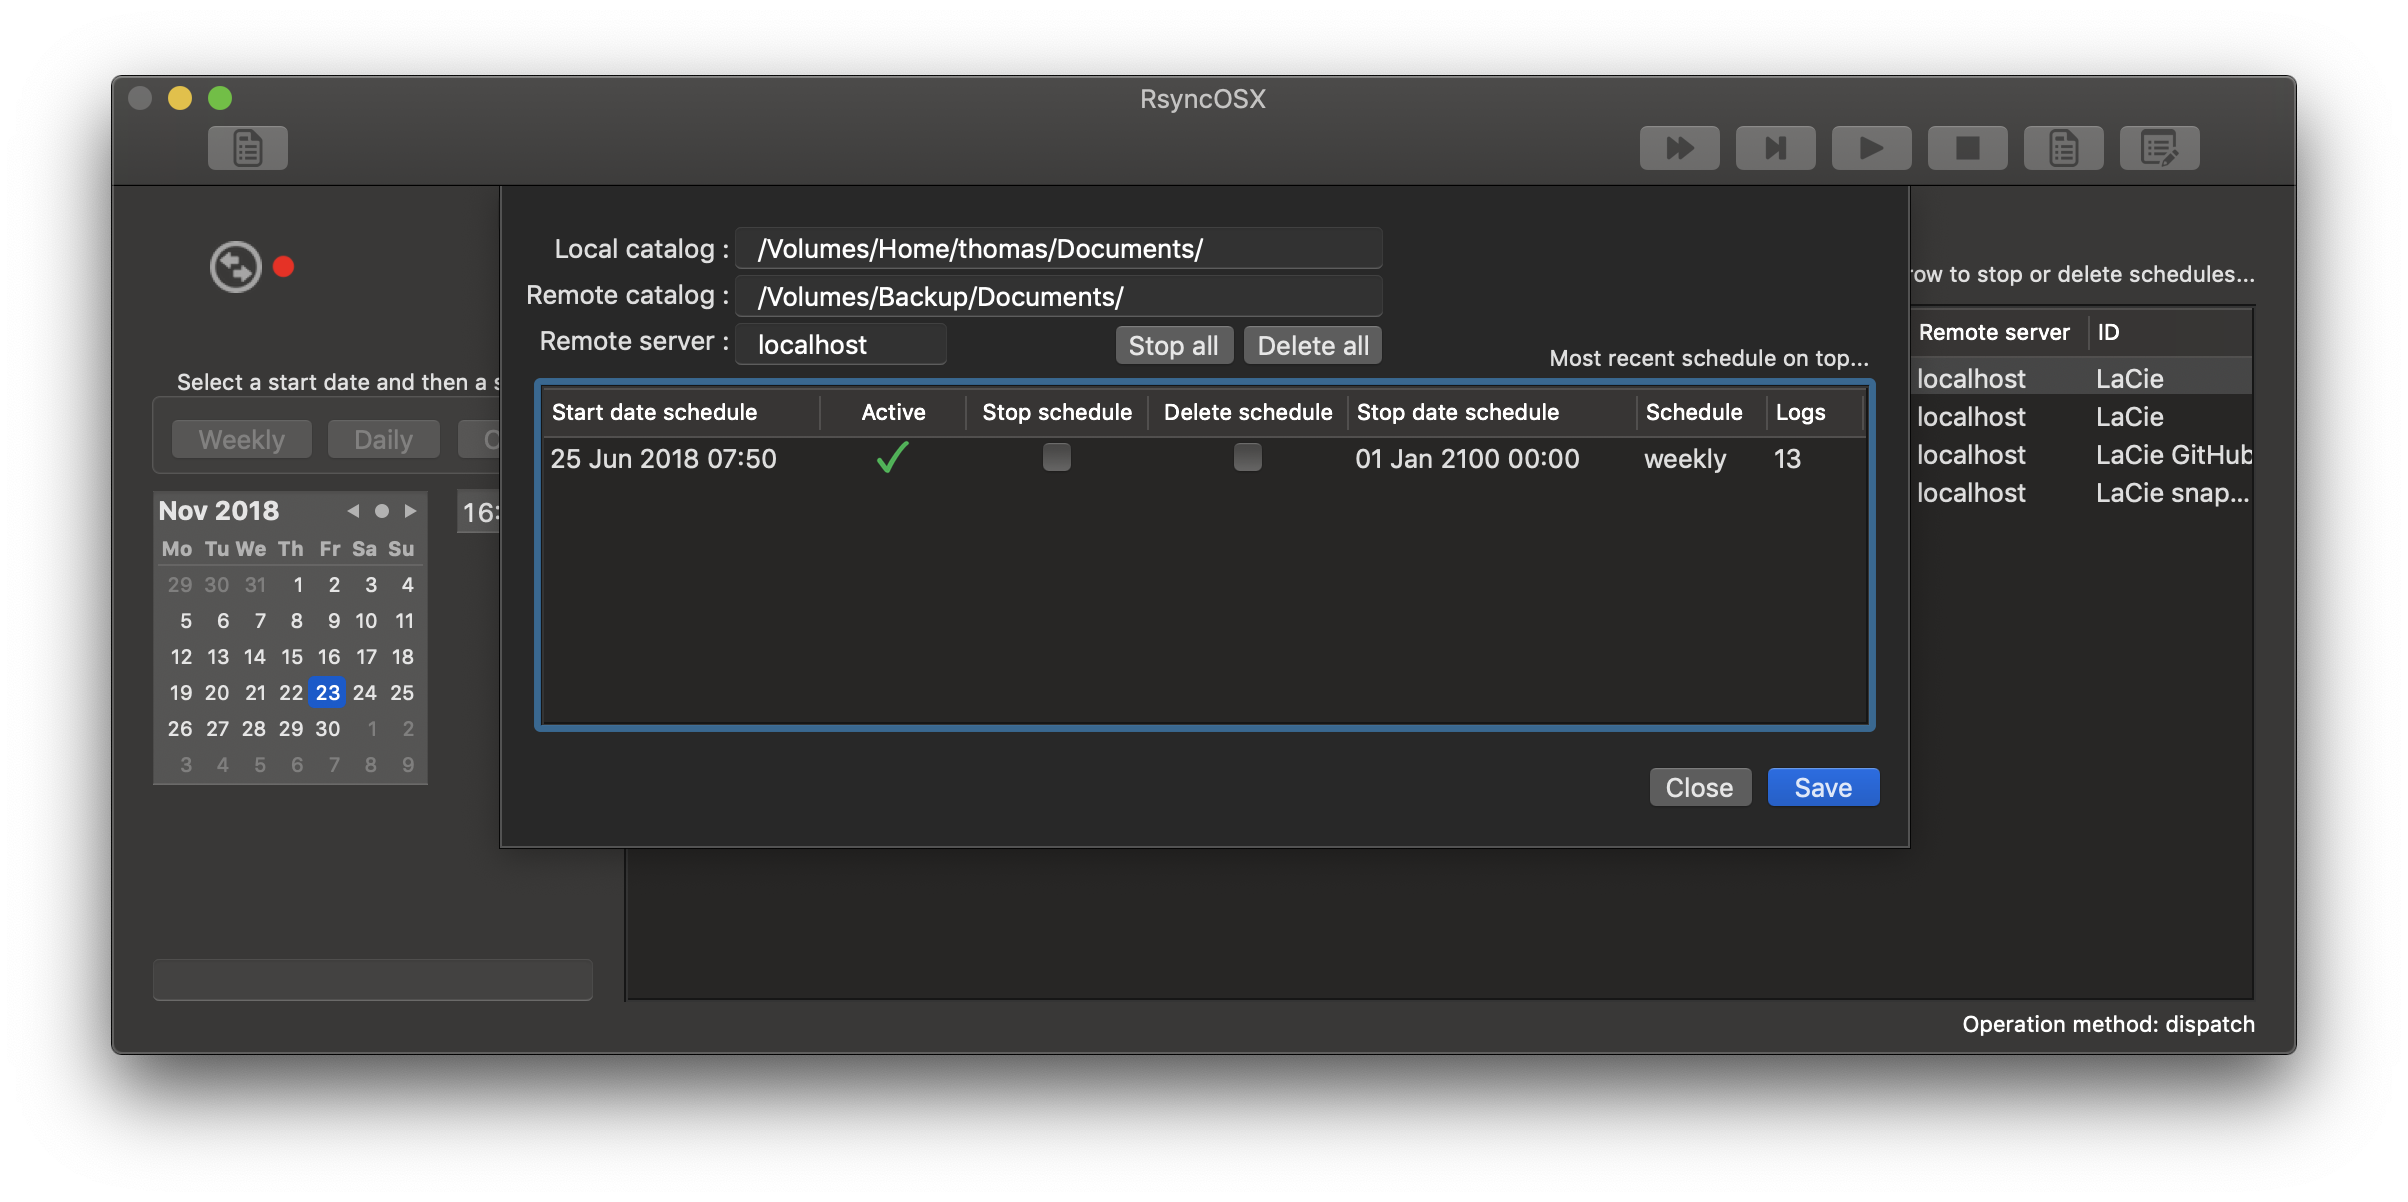 RsyncOSX
Local catalog : /Volumes/Home/thomas/Documents/
Remote catalog : /Volumes/Backup/Documents/
Remote server : localhost
Stop all Delete all
Most recent schedule on top...
row to stop or delete schedules...
Start date schedule Active Stop schedule Delete schedule Stop date schedule Schedule Logs
25 Jun 2018 07:50 01 Jan 2100 00:00 weekly 13
Close Save
Remote server ID
localhost LaCie
localhost LaCie
localhost LaCie GitHub
localhost LaCie snap...
Select a start date and then a s
Weekly Daily
Nov 2018
16:
Mo Tu We Th Fr Sa Su
29 30 31 1 2 3 4
5 6 7 8 9 10 11
12 13 14 15 16 17 18
19 20 21 22 23 24 25
26 27 28 29 30 1 2
3 4 5 6 7 8 9
Operation method: dispatch